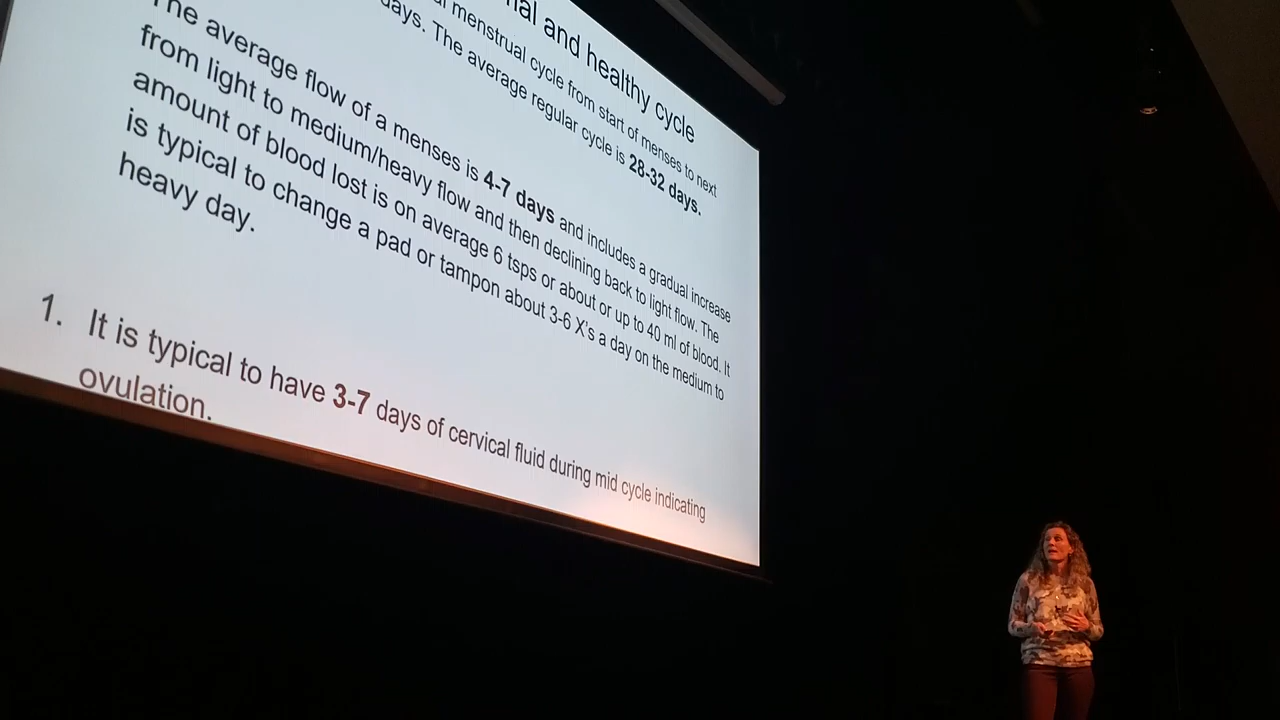 nal and healthy cycle
al menstrual cycle from start of menses to next
days. The average regular cycle is 28-32 days.
The average flow of a menses is 4-7 days and includes a gradual increase
from light to medium/heavy flow and then declining back to light flow. The
amount of blood lost is on average 6 tsps or about or up to 40 ml of blood. It
is typical to change a pad or tampon about 3-6 X's a day on the medium to
heavy day.
1. It is typical to have 3-7 days of cervical fluid during mid cycle indicating
ovulation.